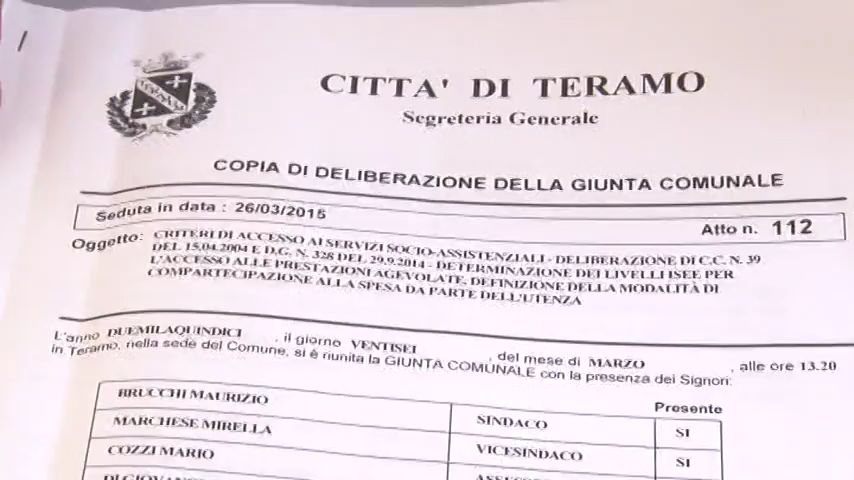 TERAMO
CITTA' DI TERAMO
Segreteria Generale
COPIA DI DELIBERAZIONE DELLA GIUNTA COMUNALE
Seduta in data : 26/03/2015 Atto n. 112
Oggetto: CRITERI DI ACCESSO AI SERVIZI SOCIO-ASSISTENZIALI - DELIBERAZIONE DI C.C. N. 39
DEL 15.04.2004 E D.G. N. 328 DEL 29.9.2014 - DETERMINAZIONE DEI LIVELLI ISEE PER
L'ACCESSO ALLE PRESTAZIONI AGEVOLATE, DEFINIZIONE DELLA MODALITÀ DI
COMPARTECIPAZIONE ALLA SPESA DA PARTE DELL'UTENZA
L'anno DUEMILAQUINDICI , il giorno VENTISEI , del mese di MARZO , alle ore 13.20
in Teramo, nella sede del Comune, si è riunita la GIUNTA COMUNALE con la presenza dei Signori:
Presente
BRUCCHI MAURIZIO SINDACO SI
MARCHESE MIRELLA VICESINDACO SI
COZZI MARIO